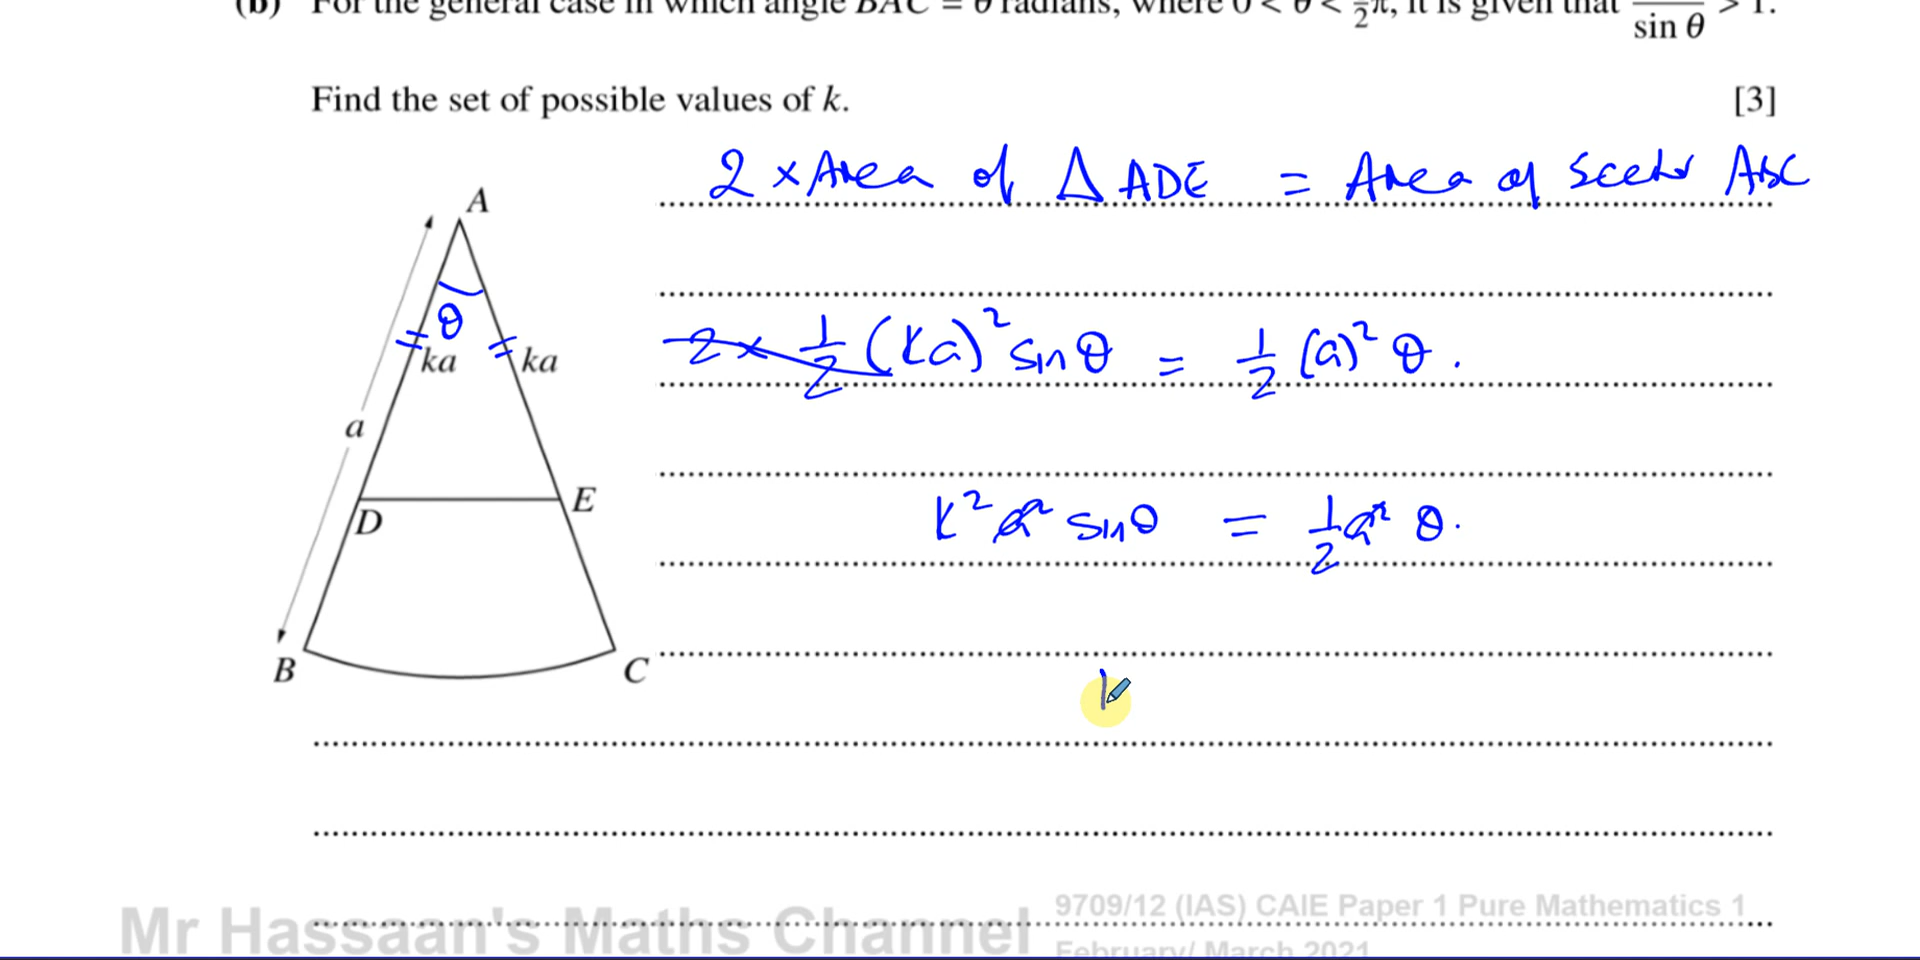 (b) For the general case in which angle BAC = θ radians, where 0 < θ < ½π, it is given that θ/sin θ > 1.
Find the set of possible values of k. [3]
2 × Area of Δ ADE = Area of Scetor ABC
2 × ½ (ka)² sin θ = ½ (a)² θ.
k² a² sin θ = ½ a² θ.
A
θ
ka
ka
a
D
E
B
C
Mr Hassaan's Maths Channel
9709/12 (IAS) CAIE Paper 1 Pure Mathematics 1
February/ March 2021